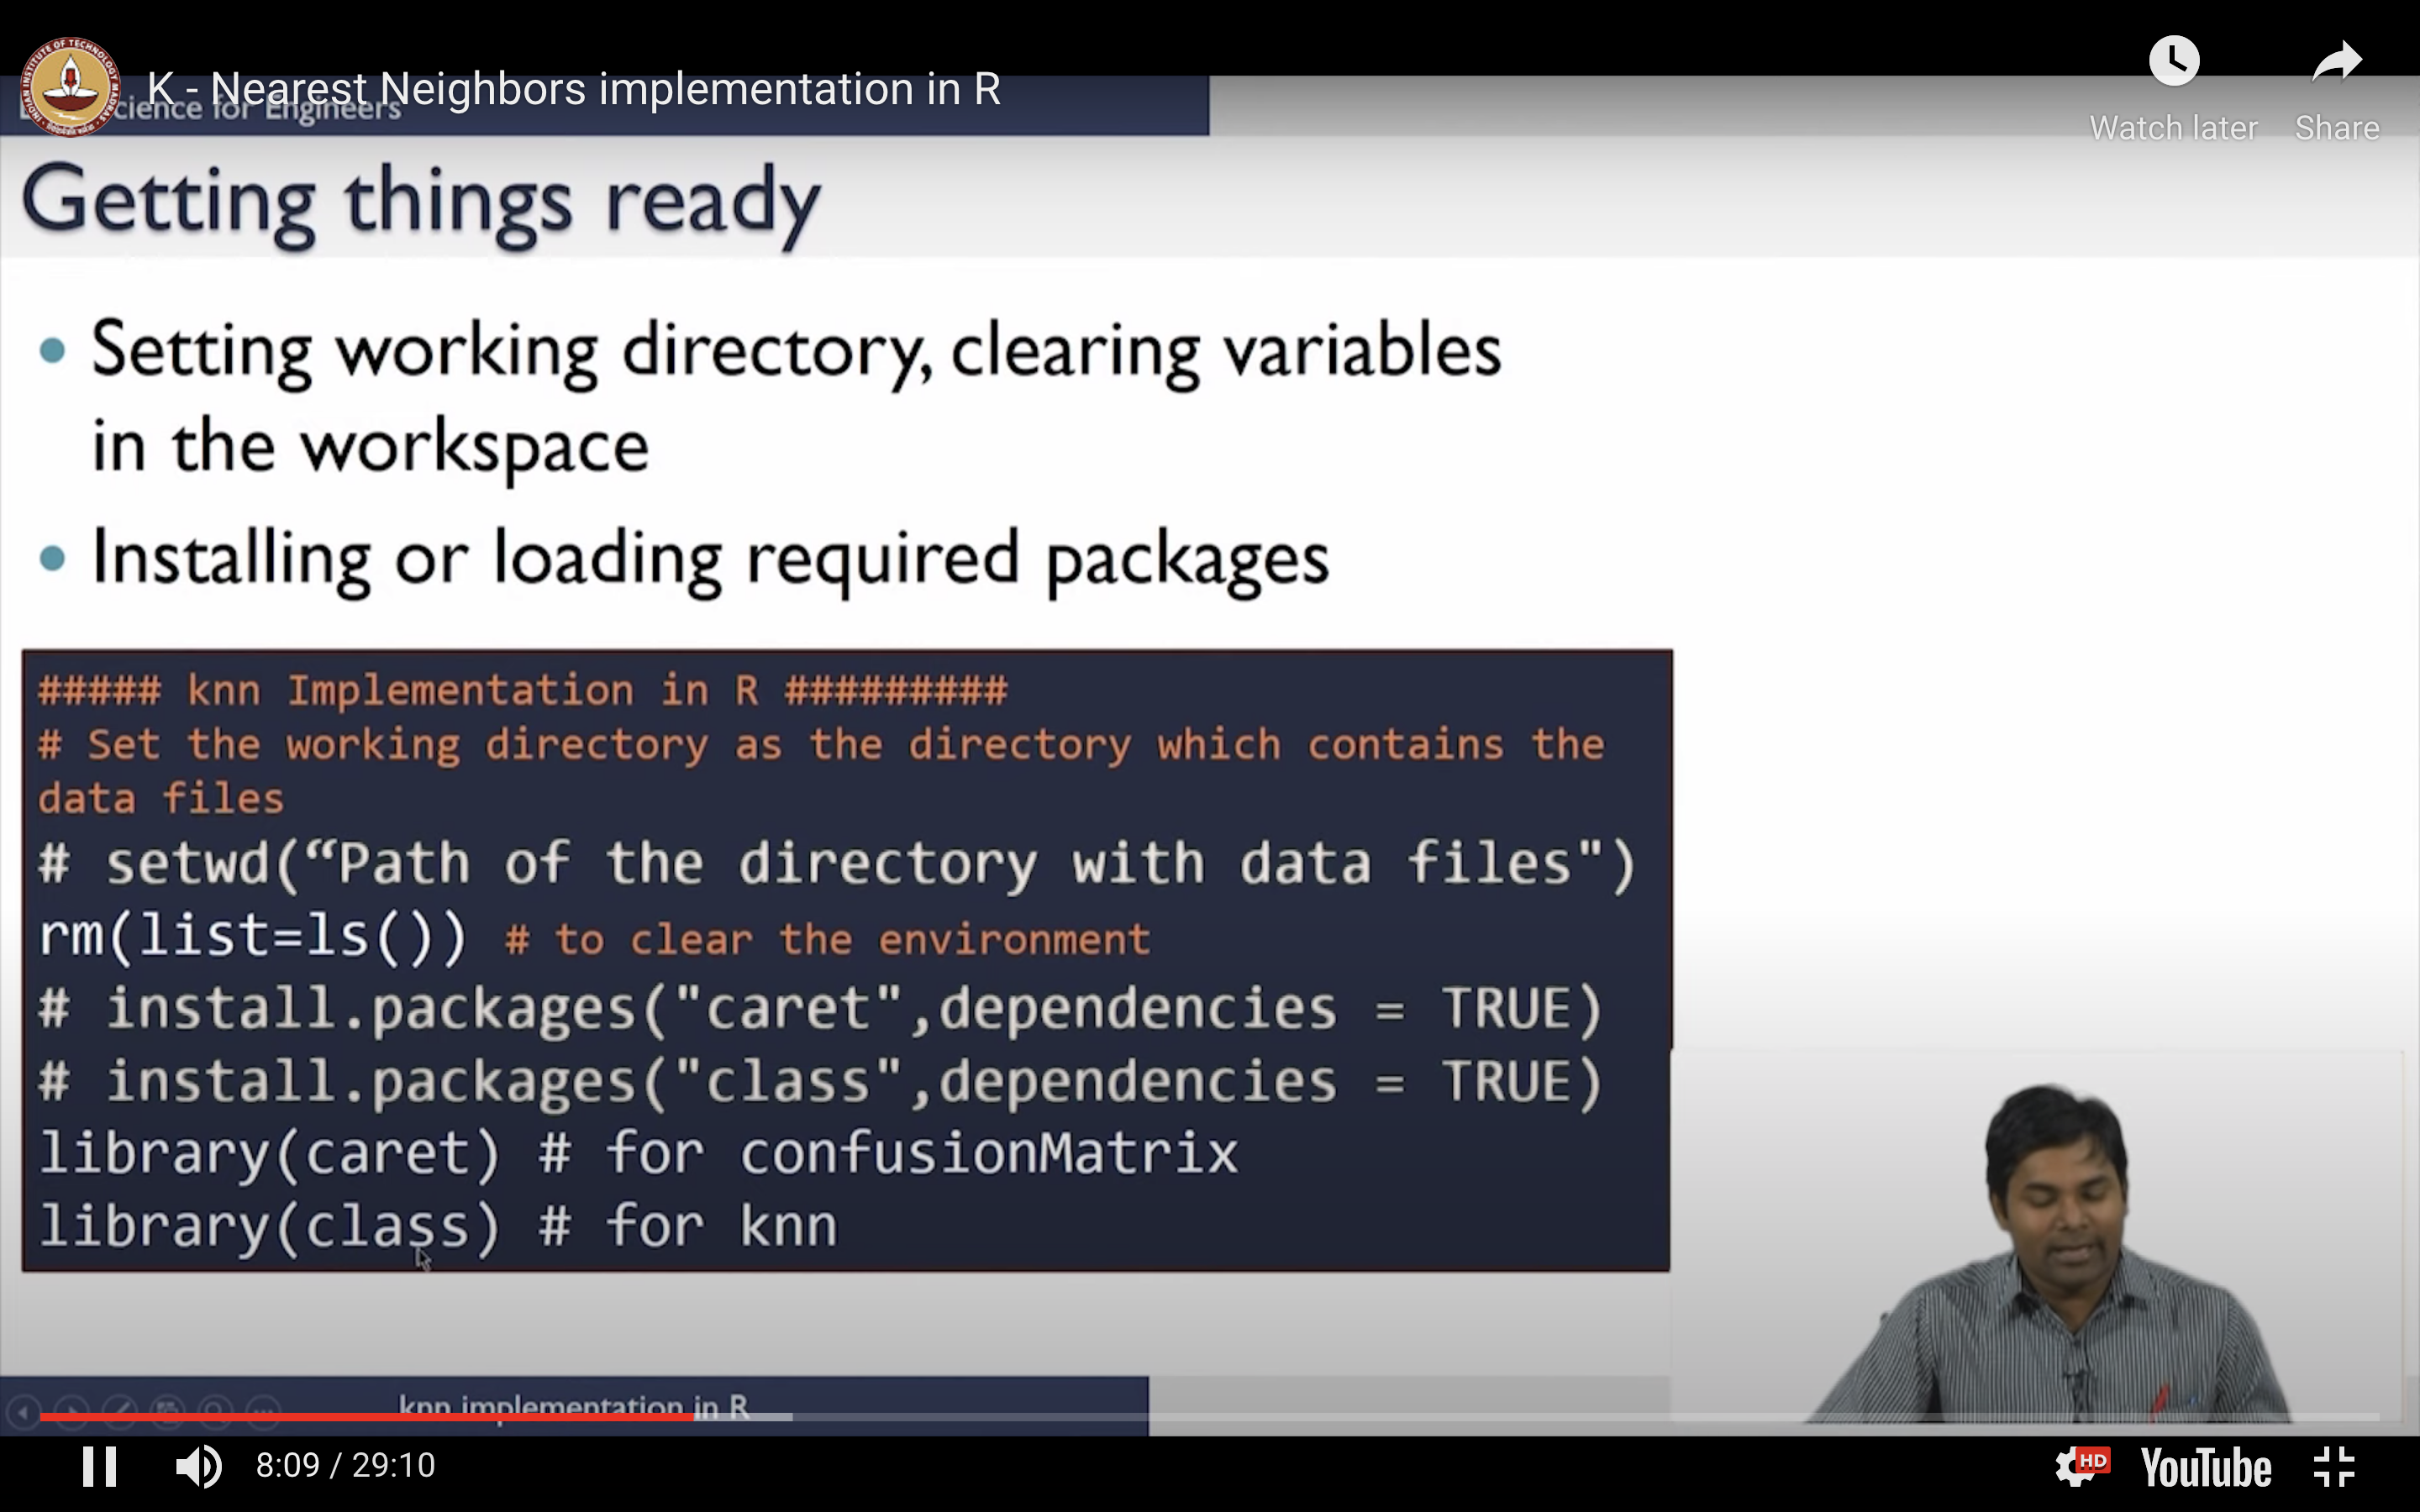 K - Nearest Neighbors implementation in R
Watch later
Share
cience for Engineers
Getting things ready
• Setting working directory, clearing variables
in the workspace
• Installing or loading required packages
##### knn Implementation in R #########
# Set the working directory as the directory which contains the
data files
# setwd(“Path of the directory with data files")
rm(list=ls()) # to clear the environment
# install.packages("caret",dependencies = TRUE)
# install.packages("class",dependencies = TRUE)
library(caret) # for confusionMatrix
library(class) # for knn
knn implementation in R
8:09 / 29:10
HD
YouTube